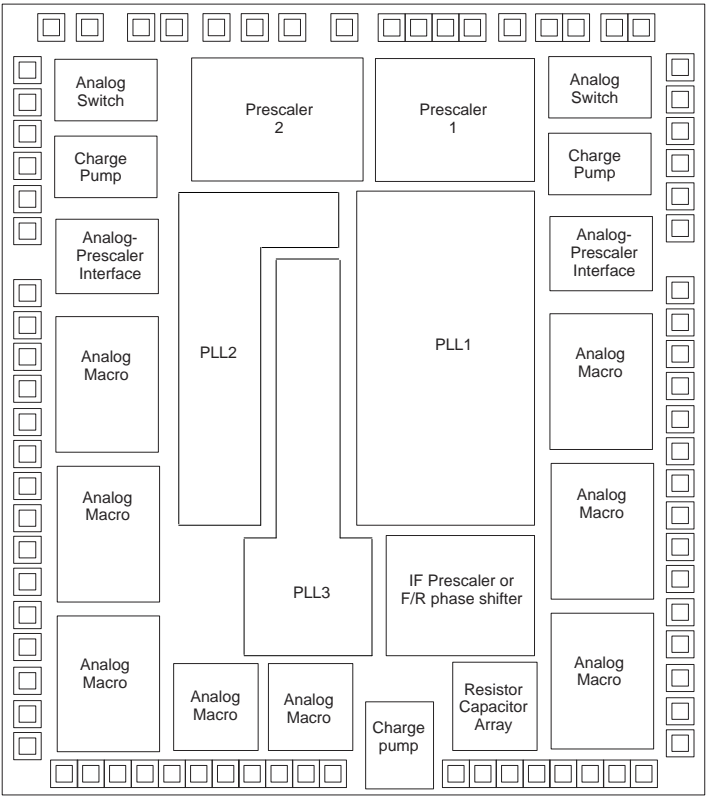 Analog
Switch
Prescaler
2
Prescaler
1
Analog
Switch
Charge
Pump
Charge
Pump
Analog-
Prescaler
Interface
Analog-
Prescaler
Interface
Analog
Macro
PLL2
PLL1
Analog
Macro
Analog
Macro
Analog
Macro
PLL3
IF Prescaler or
F/R phase shifter
Analog
Macro
Analog
Macro
Analog
Macro
Analog
Macro
Charge
pump
Resistor
Capacitor
Array